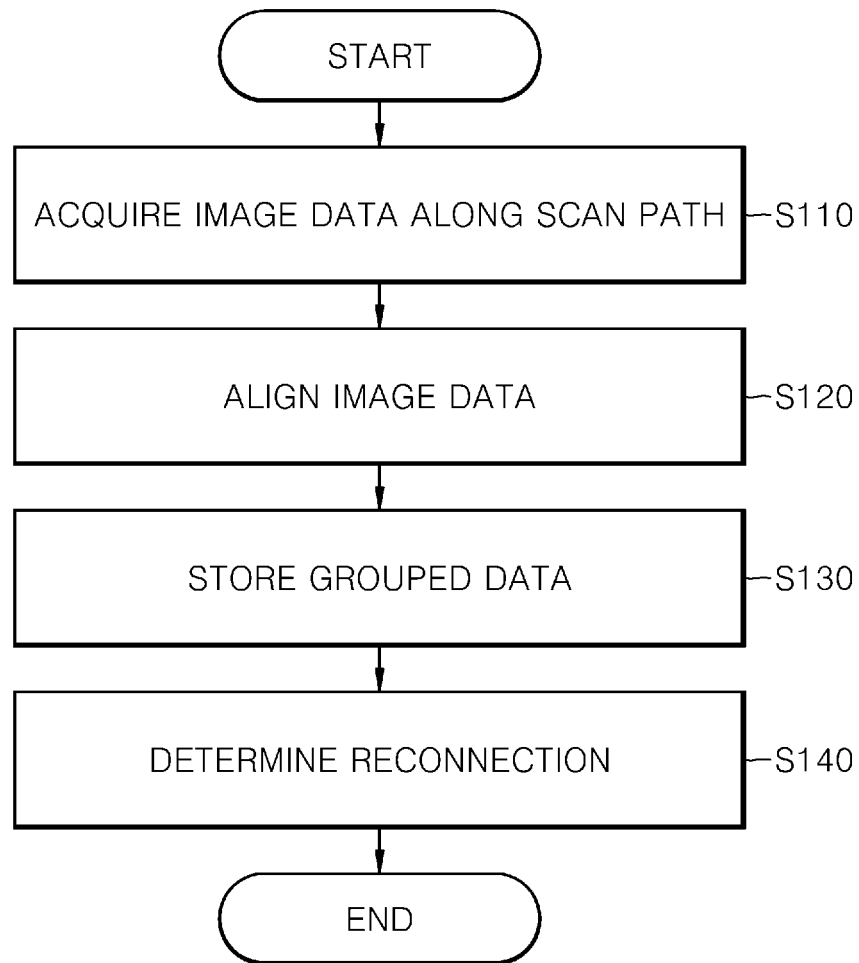 START
ACQUIRE IMAGE DATA ALONG SCAN PATH
S110
ALIGN IMAGE DATA
S120
STORE GROUPED DATA
S130
DETERMINE RECONNECTION
S140
END